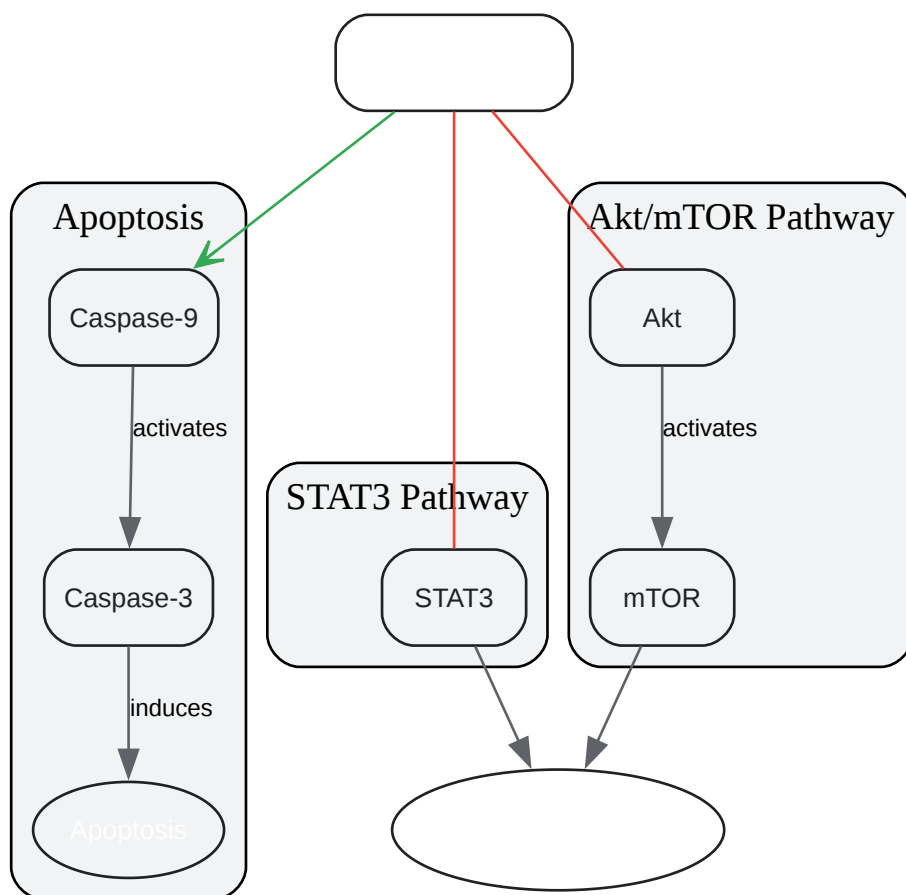 Apoptosis
Akt/mTOR Pathway
Caspase-9
Akt
activates
activates
STAT3 Pathway
Caspase-3
STAT3
mTOR
induces
Apoptosis